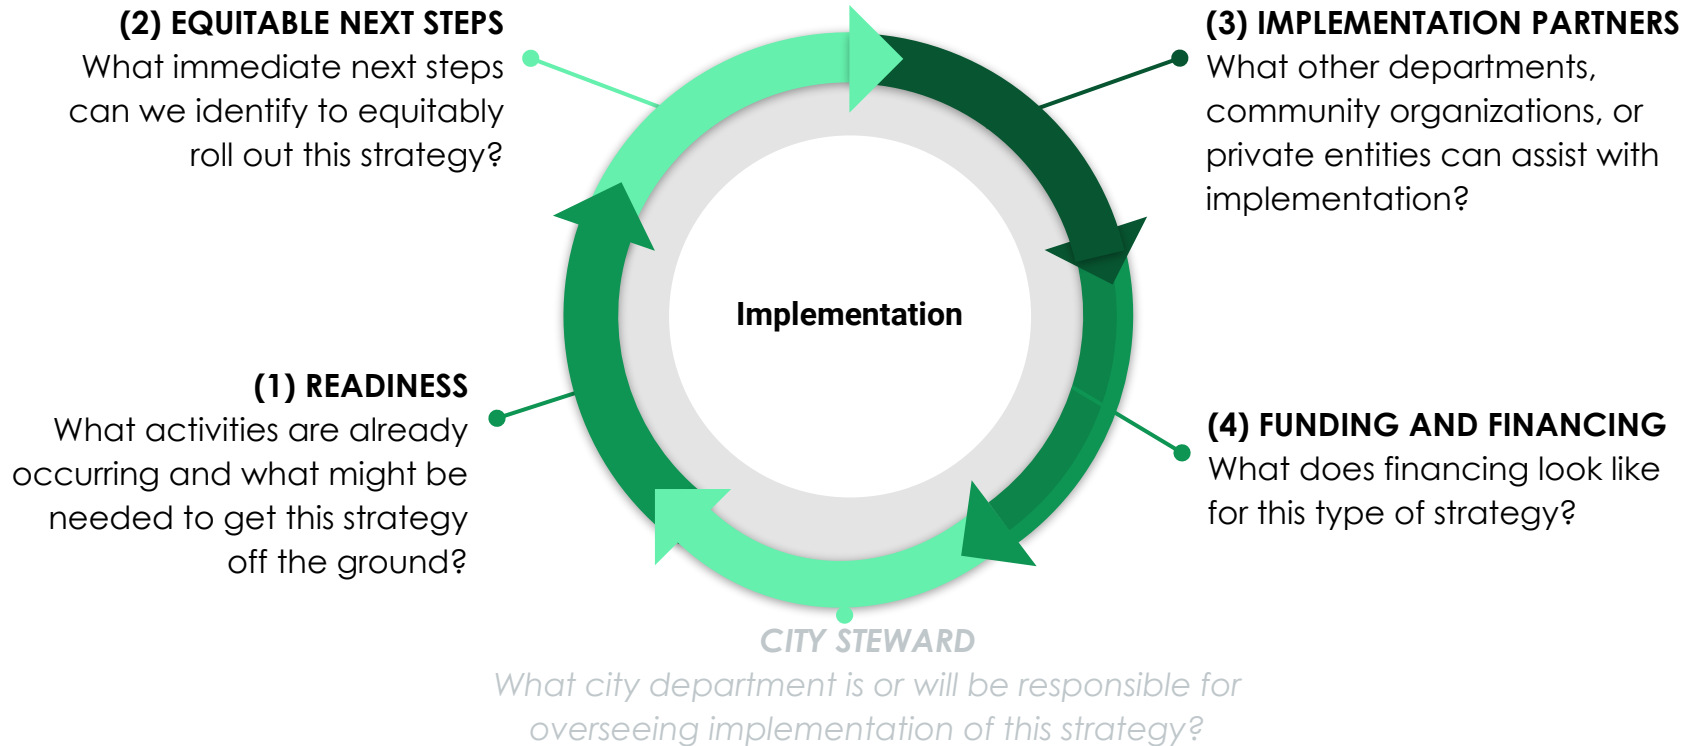 (2) EQUITABLE NEXT STEPS
What immediate next steps
can we identify to equitably
roll out this strategy?
(3) IMPLEMENTATION PARTNERS
What other departments,
community organizations, or
private entities can assist with
implementation?
Implementation
(1) READINESS
What activities are already
occurring and what might be
needed to get this strategy
off the ground?
(4) FUNDING AND FINANCING
What does financing look like
for this type of strategy?
CITY STEWARD
What city department is or will be responsible for
overseeing implementation of this strategy?